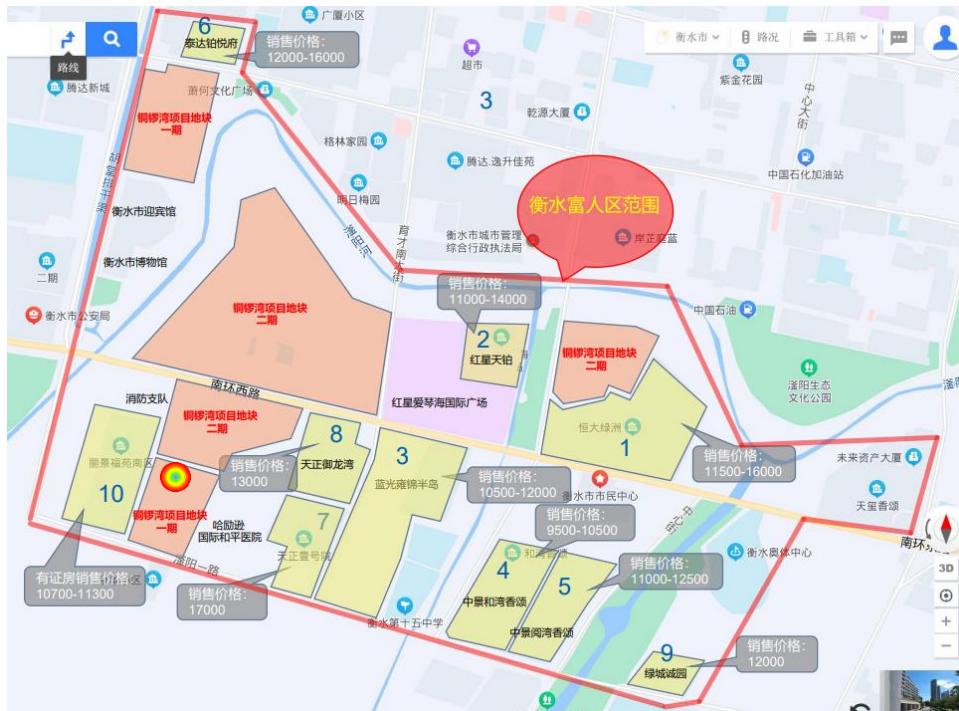 广厦小区
6
泰达铂悦府
销售价格：
12000-16000
衡水市
路况
工具箱
路线
超市
紫金花园
腾达新城
萧何文化广场
3
铜锣湾项目地块
一期
乾源大厦
中心大街
格林家园
腾达.逸升佳苑
中国石化加油站
明日梅园
衡水富人区范围
衡水市迎宾馆
滏阳河
育才南大街
衡水市城市管理
综合行政执法局
岸芷庭蓝
衡水市博物馆
二期
销售价格：
11000-14000
衡水市公安局
铜锣湾项目地块
二期
中国石油
2
红星天铂
铜锣湾项目地块
二期
滏阳生态
文化公园
南环西路
消防支队
红星爱琴海国际广场
铜锣湾项目地块
二期
恒大绿洲
1
8
天正御龙湾
3
丽景福苑南区
销售价格：
13000
蓝光雍锦半岛
销售价格：
10500-12000
销售价格：
11500-16000
未来资产大厦
10
衡水市市民中心
天玺香颂
铜锣湾项目地块
一期
哈励逊
国际和平医院
7
天正壹号院
销售价格：
9500-10500
中心街
南环东
滏阳一路
4
5
销售价格：
11000-12500
衡水奥体中心
3D
有证房销售价格：
10700-11300
销售价格：
17000
中景和湾香颂
衡水第十五中学
中景阅湾香颂
9
绿城诚园
销售价格：
12000